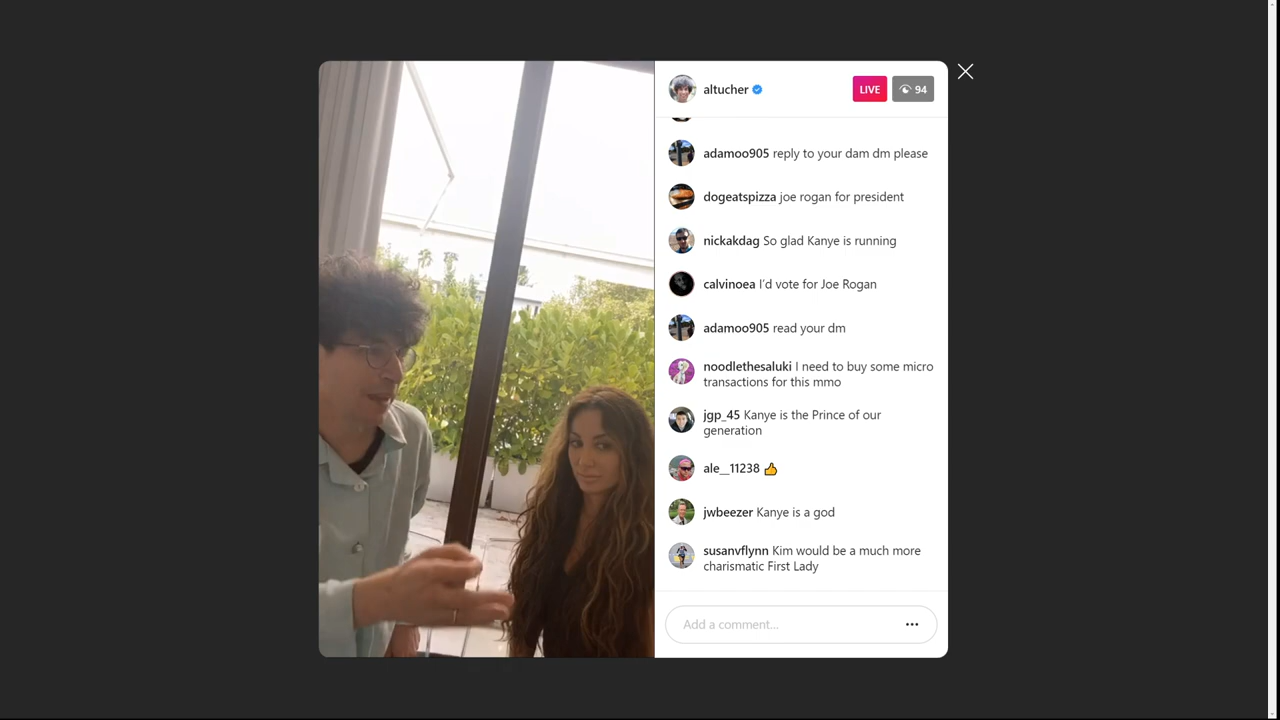 altucher
LIVE
94
adamoo905 reply to your dam dm please
dogeatspizza joe rogan for president
nickakdag So glad Kanye is running
calvinoea I'd vote for Joe Rogan
adamoo905 read your dm
noodlethesaluki I need to buy some micro
transactions for this mmo
jgp_45 Kanye is the Prince of our
generation
ale__11238 👍
jwbeezer Kanye is a god
susanvflynn Kim would be a much more
charismatic First Lady
Add a comment...